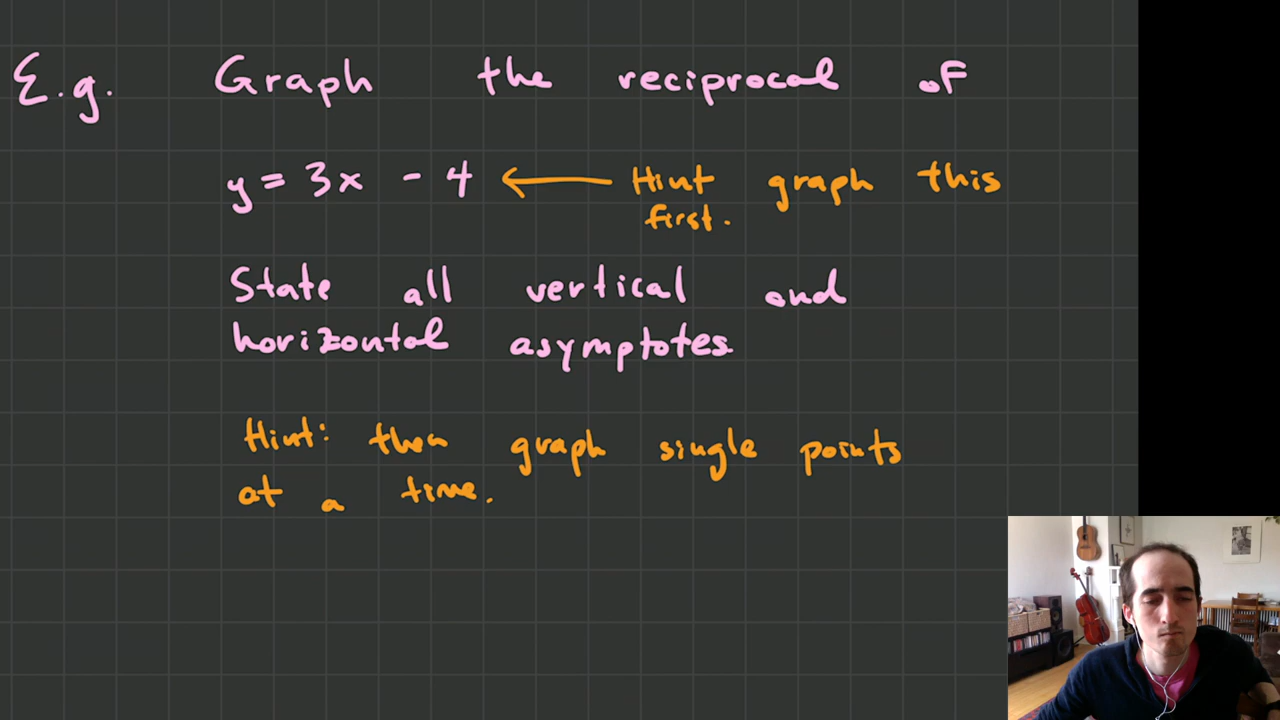 E.g. Graph the reciprocal of
y = 3x - 4 ← Hint graph this
first.
State all vertical and
horizontal asymptotes
Hint: then graph single points
at a time.